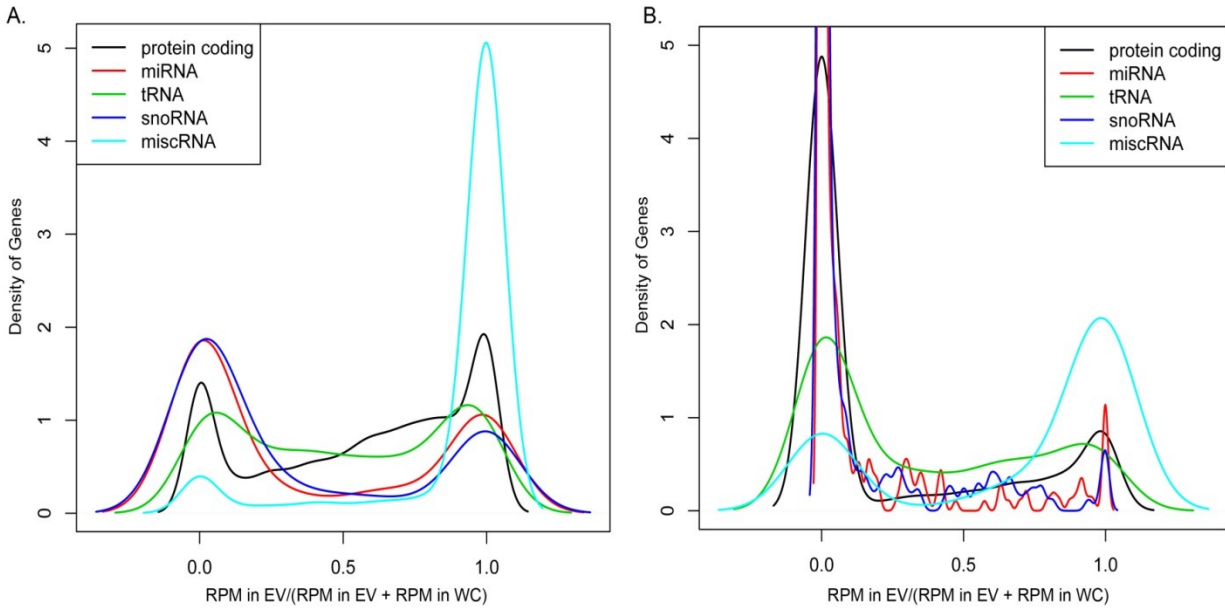 A.
protein coding
miRNA
tRNA
snoRNA
miscRNA
Density of Genes
5
4
3
2
1
0
0.0 0.5 1.0
RPM in EV/(RPM in EV + RPM in WC)
B.
protein coding
miRNA
tRNA
snoRNA
miscRNA
Density of Genes
5
4
3
2
1
0
0.0 0.5 1.0
RPM in EV/(RPM in EV + RPM in WC)